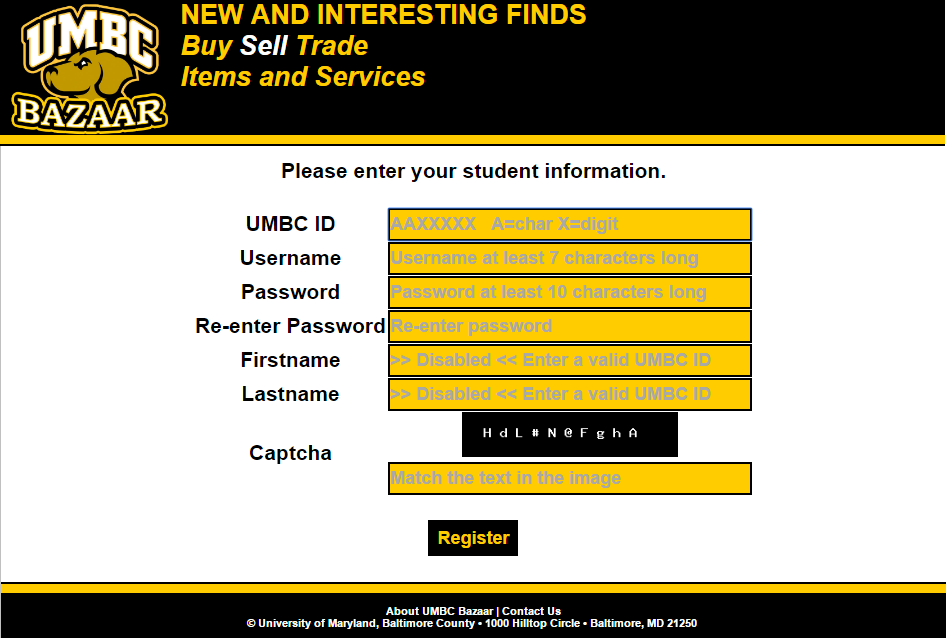 UMBC
BAZAAR
NEW AND INTERESTING FINDS
Buy Sell Trade
Items and Services
Please enter your student information.
UMBC ID AAXXXXX A=char X=digit
Username Username at least 7 characters long
Password Password at least 10 characters long
Re-enter Password Re-enter password
Firstname >> Disabled << Enter a valid UMBC ID
Lastname >> Disabled << Enter a valid UMBC ID
H d L # N @ F g h A
Captcha
Match the text in the image
Register
About UMBC Bazaar | Contact Us
© University of Maryland, Baltimore County • 1000 Hilltop Circle • Baltimore, MD 21250